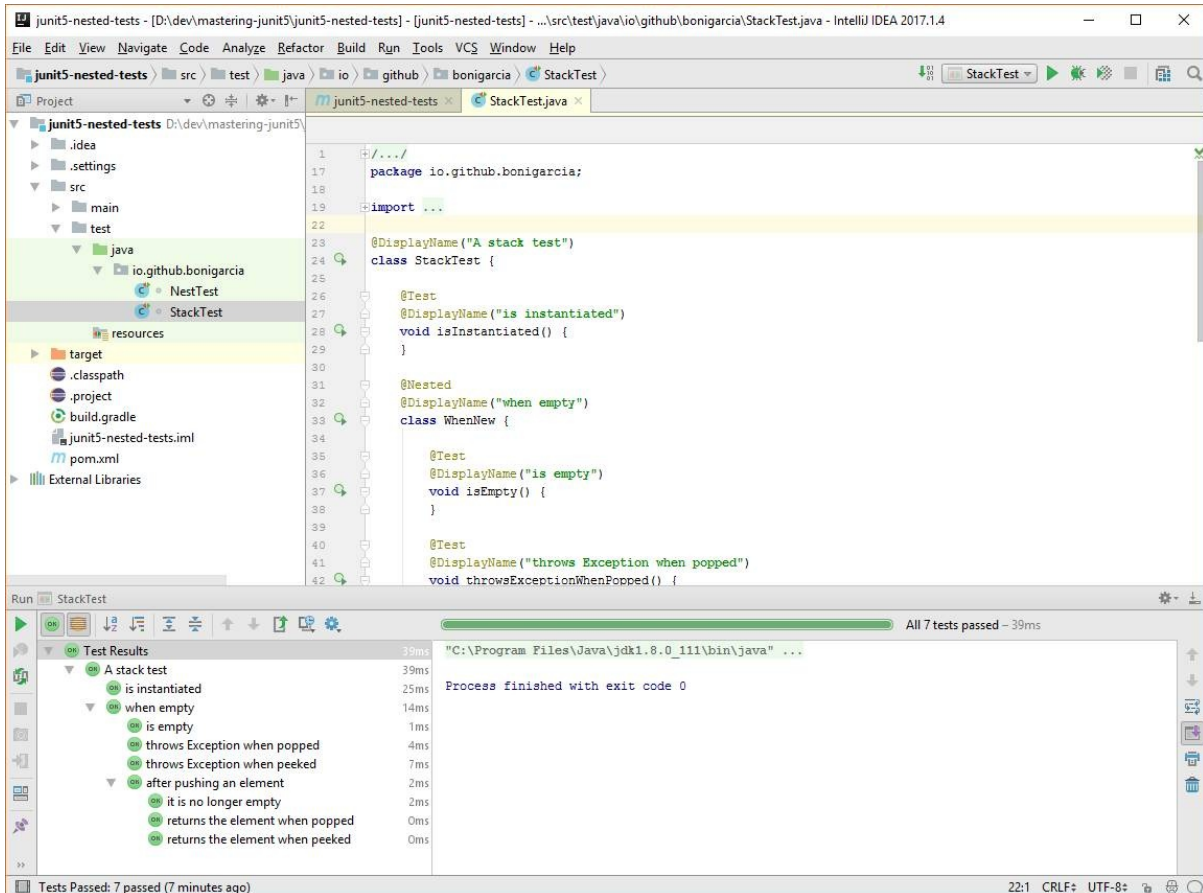 junit5-nested-tests - [D:\dev\mastering-junit5\junit5-nested-tests] - [junit5-nested-tests] - ...\src\test\java\io\github\bonigarcia\StackTest.java - IntelliJ IDEA 2017.1.4
File Edit View Navigate Code Analyze Refactor Build Run Tools VCS Window Help
junit5-nested-tests src test java io github bonigarcia StackTest
StackTest
Project
junit5-nested-tests
StackTest.java
junit5-nested-tests D:\dev\mastering-junit5\
.idea
.settings
src
main
test
java
io.github.bonigarcia
NestTest
StackTest
resources
target
.classpath
.project
build.gradle
junit5-nested-tests.iml
pom.xml
External Libraries
1 /.../
17 package io.github.bonigarcia;
18
19 import ...
22
23 @DisplayName("A stack test")
24 class StackTest {
25
26 @Test
27 @DisplayName("is instantiated")
28 void isInstantiated() {
29 }
30
31 @Nested
32 @DisplayName("when empty")
33 class WhenNew {
34
35 @Test
36 @DisplayName("is empty")
37 void isEmpty() {
38 }
39
40 @Test
41 @DisplayName("throws Exception when popped")
42 void throwsExceptionWhenPopped() {
Run StackTest
All 7 tests passed – 39ms
Test Results 39ms
A stack test 39ms
is instantiated 25ms
when empty 14ms
is empty 1ms
throws Exception when popped 4ms
throws Exception when peeked 7ms
after pushing an element 2ms
it is no longer empty 2ms
returns the element when popped 0ms
returns the element when peeked 0ms
"C:\Program Files\Java\jdk1.8.0_111\bin\java" ...
Process finished with exit code 0
Tests Passed: 7 passed (7 minutes ago)
22:1 CRLF UTF-8